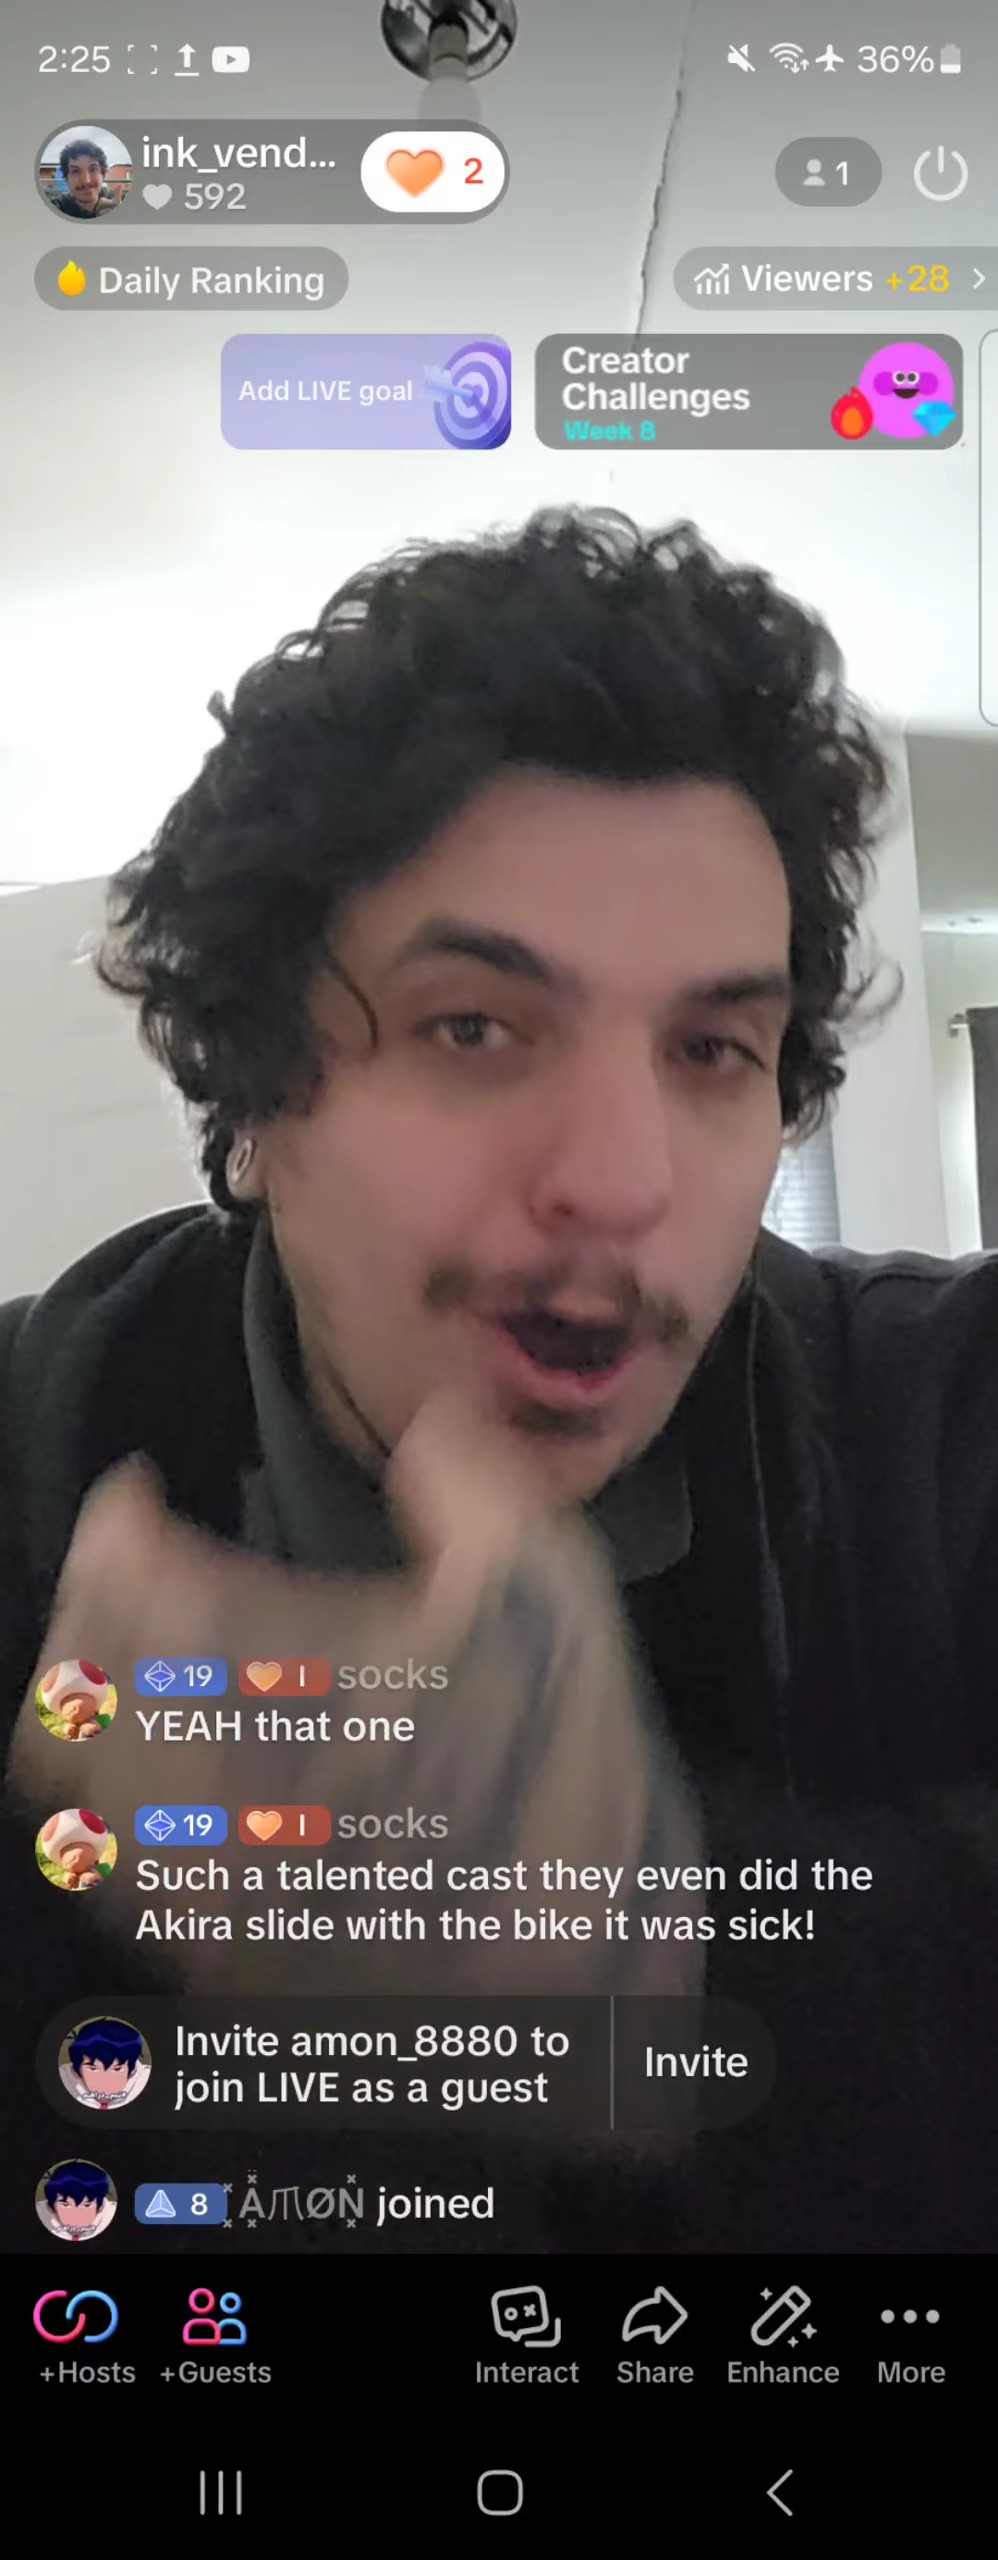 2:25
36%
ink_vend...
592
2
1
Daily Ranking
Viewers +28
Add LIVE goal
Creator
Challenges
Week 8
19 I socks
YEAH that one
19 I socks
Such a talented cast they even did the
Akira slide with the bike it was sick!
Invite amon_8880 to
join LIVE as a guest
Invite
8 joined
+Hosts
+Guests
Interact
Share
Enhance
More